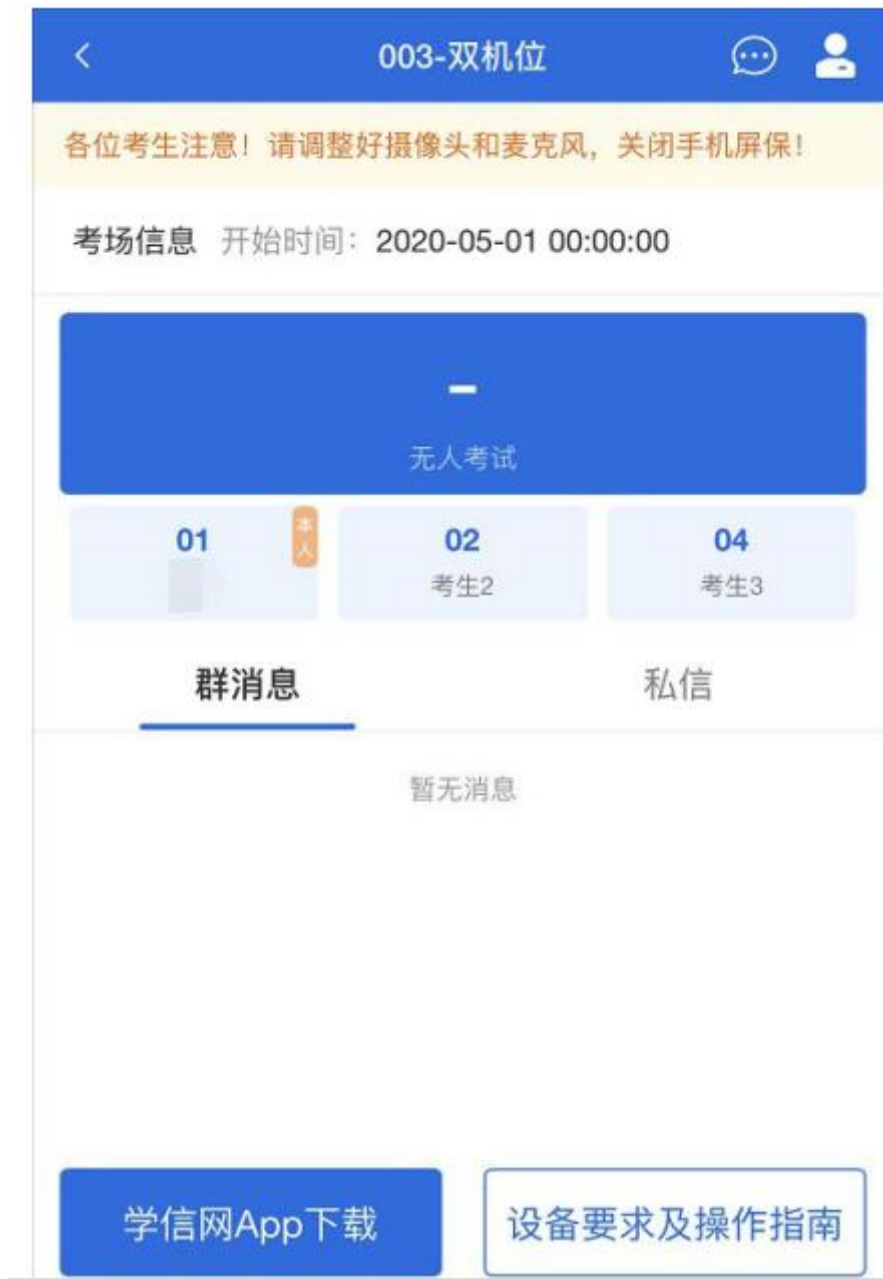 003-双机位
各位考生注意！请调整好摄像头和麦克风，关闭手机屏保！
考场信息 开始时间：2020-05-01 00:00:00
-
无人考试
01 本人 02 04
考生2 考生3
群消息 私信
暂无消息
学信网App下载 设备要求及操作指南